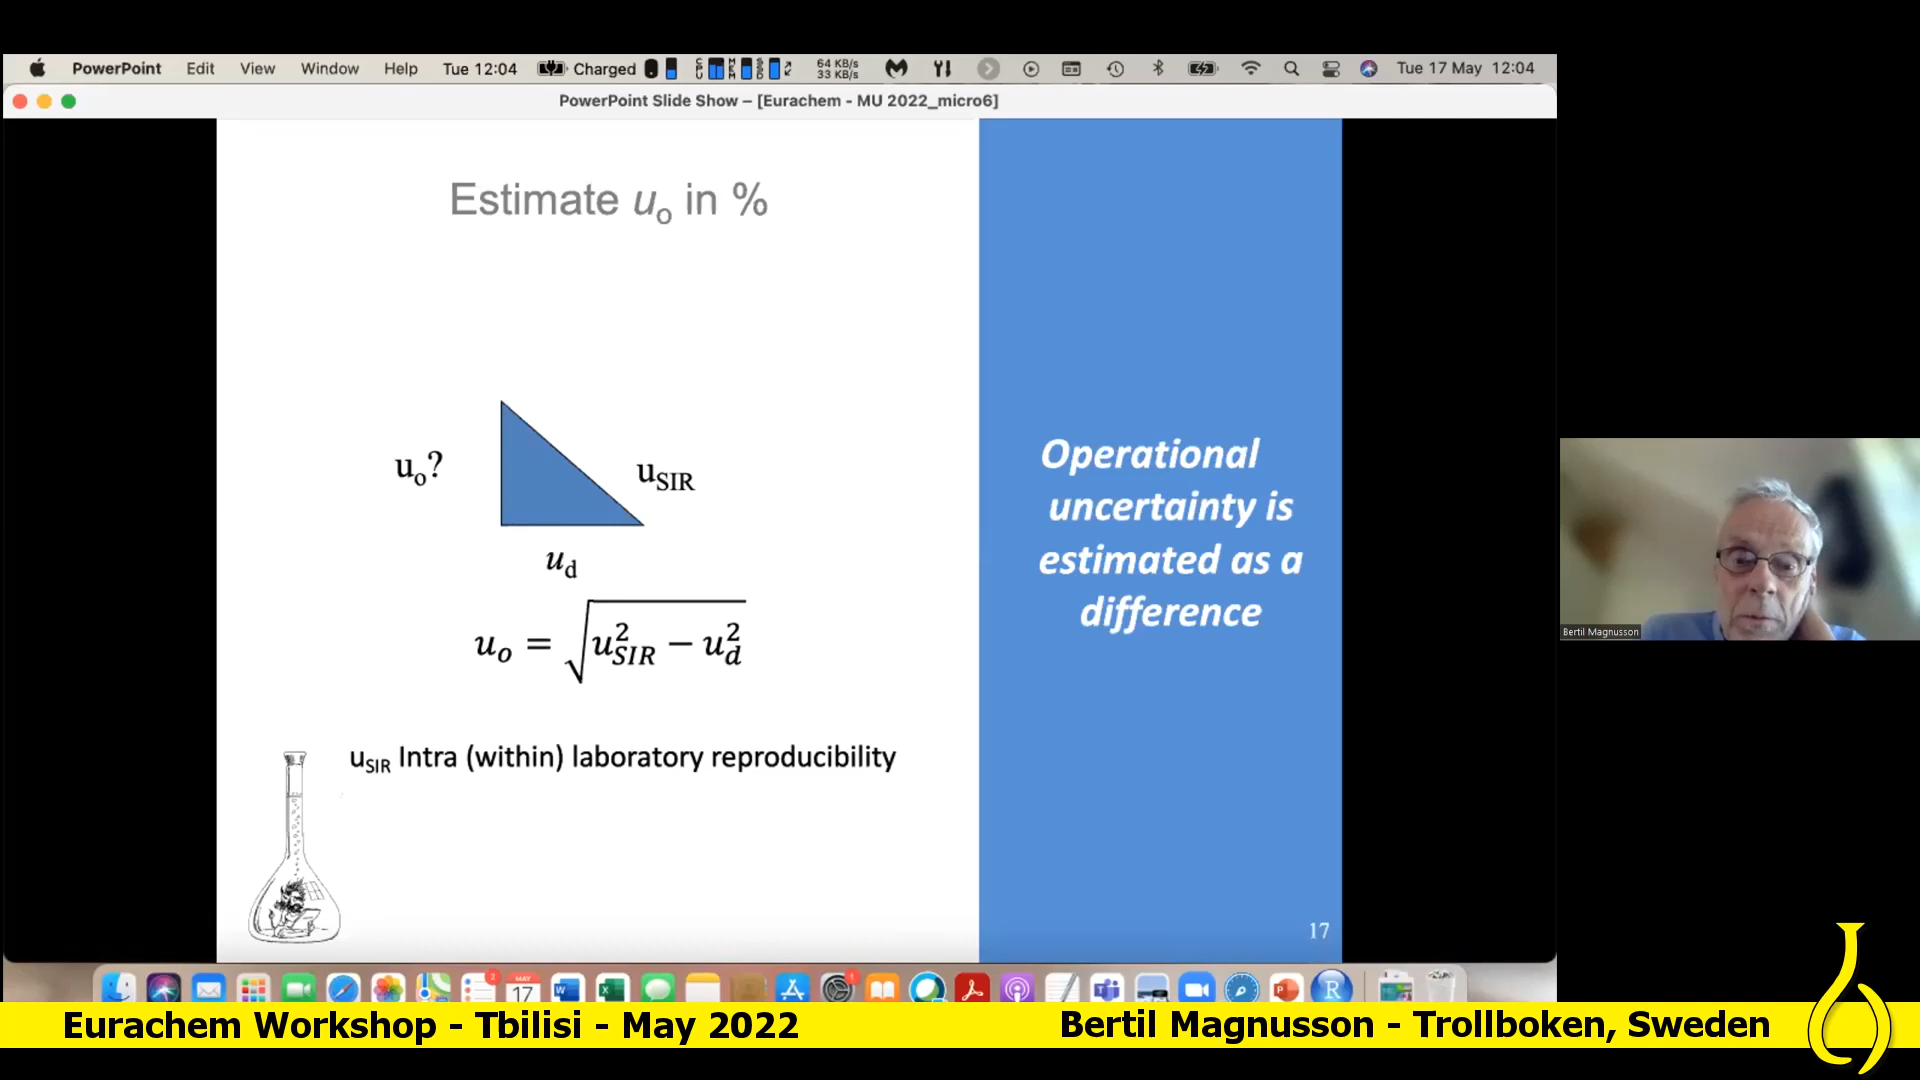 PowerPoint Edit View Window Help Tue 12:04 Charged 64 KB/s 33 KB/s Tue 17 May 12:04
PowerPoint Slide Show – [Eurachem - MU 2022_micro6]
Estimate uo in %
uo?
uSIR
ud
uo = √u²SIR − u²d
uSIR Intra (within) laboratory reproducibility
Operational
uncertainty is
estimated as a
difference
17
Bertil Magnusson
MAY
17
Eurachem Workshop - Tbilisi - May 2022
Bertil Magnusson - Trollboken, Sweden